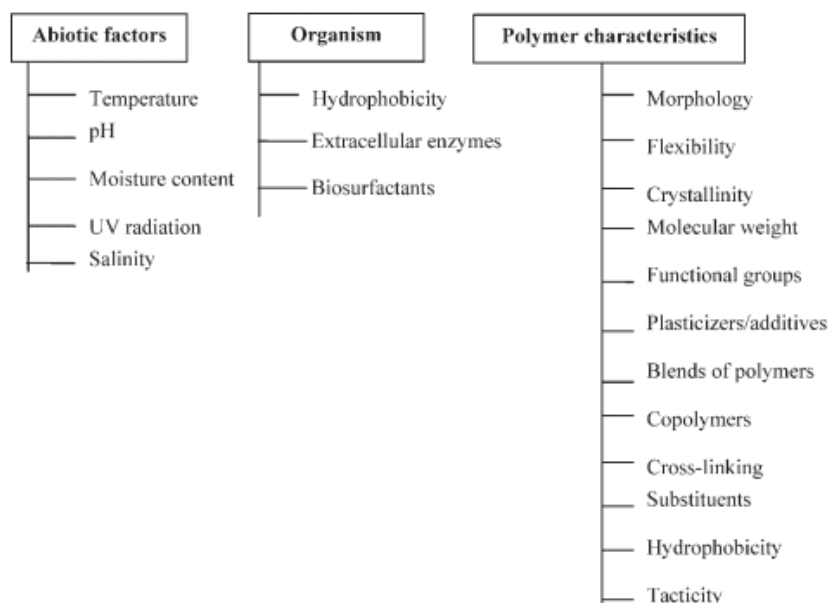 Abiotic factors
Temperature
pH
Moisture content
UV radiation
Salinity
Organism
Hydrophobicity
Extracellular enzymes
Biosurfactants
Polymer characteristics
Morphology
Flexibility
Crystallinity
Molecular weight
Functional groups
Plasticizers/additives
Blends of polymers
Copolymers
Cross-linking
Substituents
Hydrophobicity
Tacticity